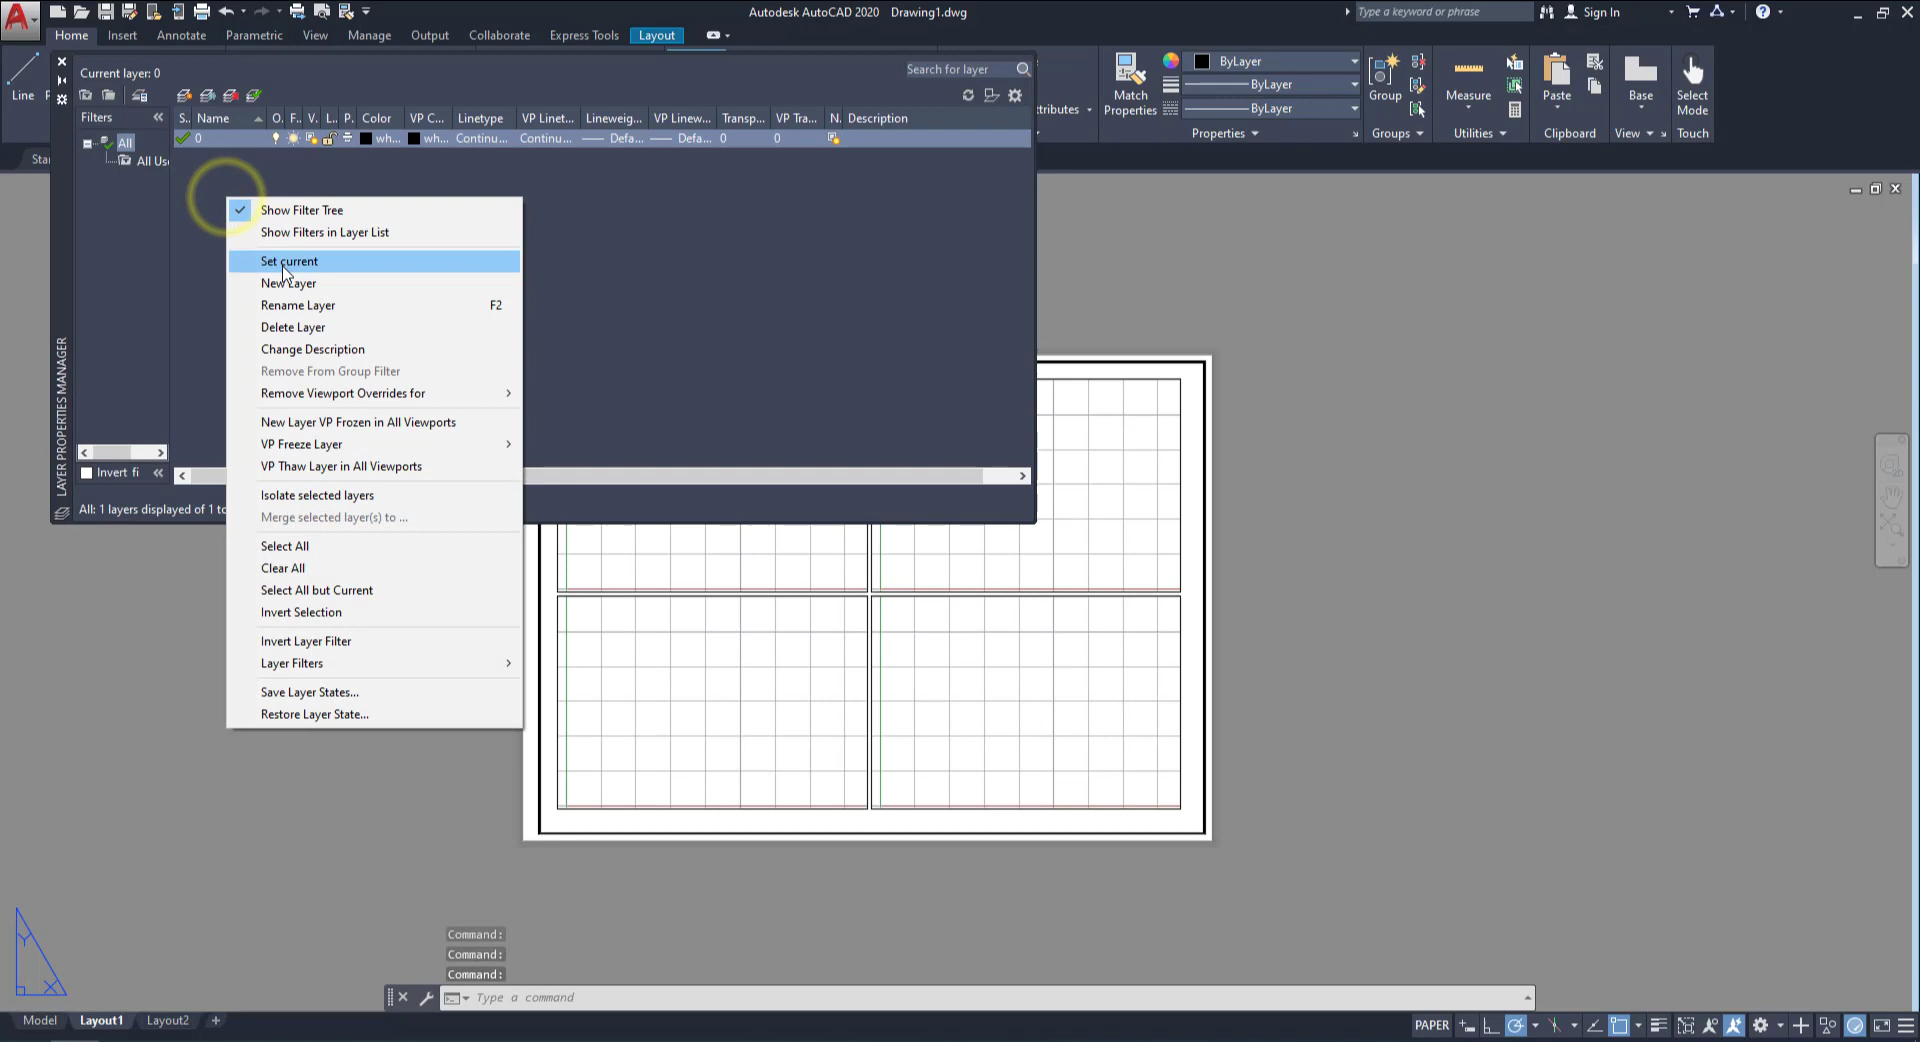 Autodesk AutoCAD 2020 Drawing1.dwg
Type a keyword or phrase
Sign In
Home Insert Annotate Parametric View Manage Output Collaborate Express Tools Layout
Current layer: 0
Search for layer
Filters
S.. Name O. F.. V. L.. P. Color VP C... Linetype VP Linet... Lineweig... VP Linew... Transp... VP Tra... N. Description
0 wh... wh... Continu... Continu... Defa... Defa... 0 0
All
All Use
Line
Match
Properties
ByLayer
ByLayer
ByLayer
Properties
Group
Groups
Measure
Utilities
Paste
Clipboard
Base
View
Select
Mode
Touch
Show Filter Tree
Show Filters in Layer List
Set current
New Layer
Rename Layer F2
Delete Layer
Change Description
Remove From Group Filter
Remove Viewport Overrides for
New Layer VP Frozen in All Viewports
VP Freeze Layer
VP Thaw Layer in All Viewports
Isolate selected layers
Merge selected layer(s) to ...
Select All
Clear All
Select All but Current
Invert Selection
Invert Layer Filter
Layer Filters
Save Layer States...
Restore Layer State...
Invert fi
All: 1 layers displayed of 1 to
LAYER PROPERTIES MANAGER
Y
X
Command:
Command:
Command:
Type a command
Model Layout1 Layout2 +
PAPER